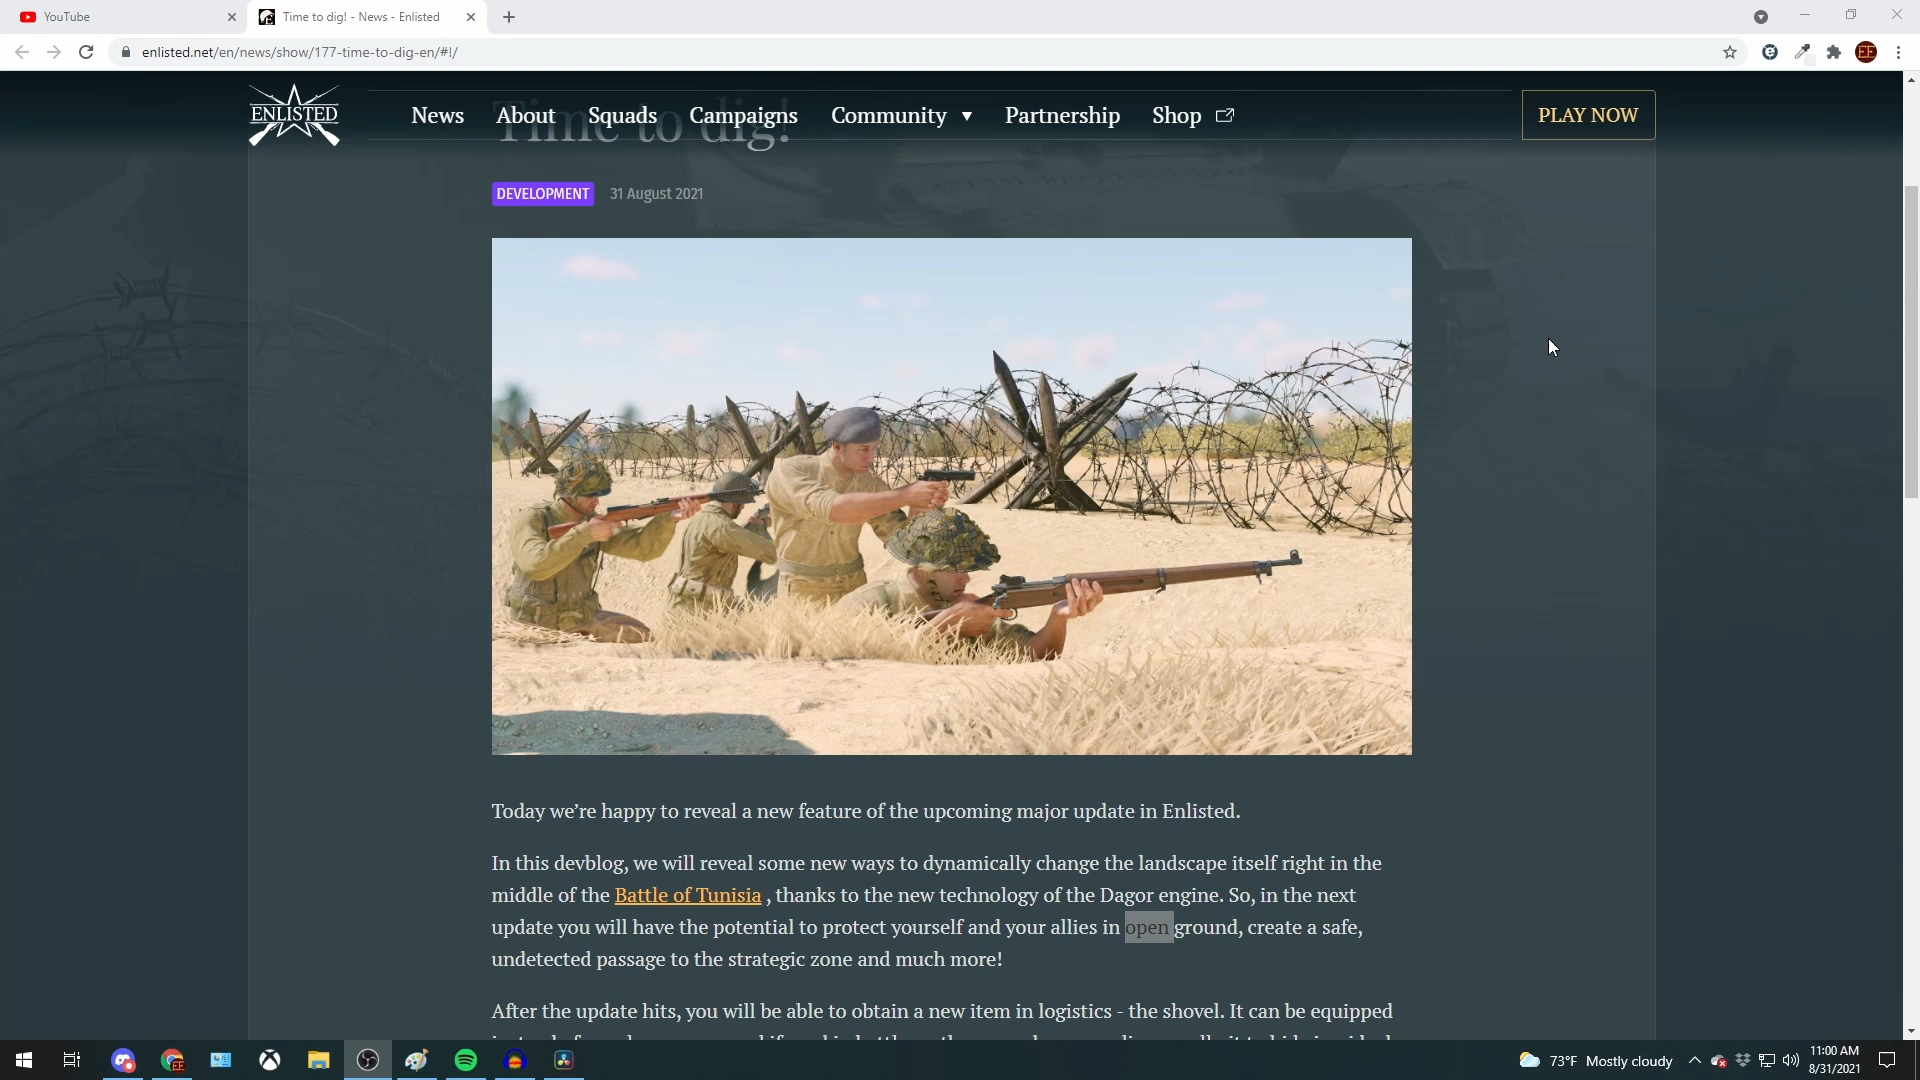 YouTube
Time to dig! - News - Enlisted
enlisted.net/en/news/show/177-time-to-dig-en/#!/
EE
ENLISTED
News About Squads Campaigns Community Partnership Shop PLAY NOW
Time to dig!
DEVELOPMENT 31 August 2021
Today we're happy to reveal a new feature of the upcoming major update in Enlisted.
In this devblog, we will reveal some new ways to dynamically change the landscape itself right in the
middle of the Battle of Tunisia , thanks to the new technology of the Dagor engine. So, in the next
update you will have the potential to protect yourself and your allies in open ground, create a safe,
undetected passage to the strategic zone and much more!
After the update hits, you will be able to obtain a new item in logistics - the shovel. It can be equipped
73°F Mostly cloudy
11:00 AM
8/31/2021